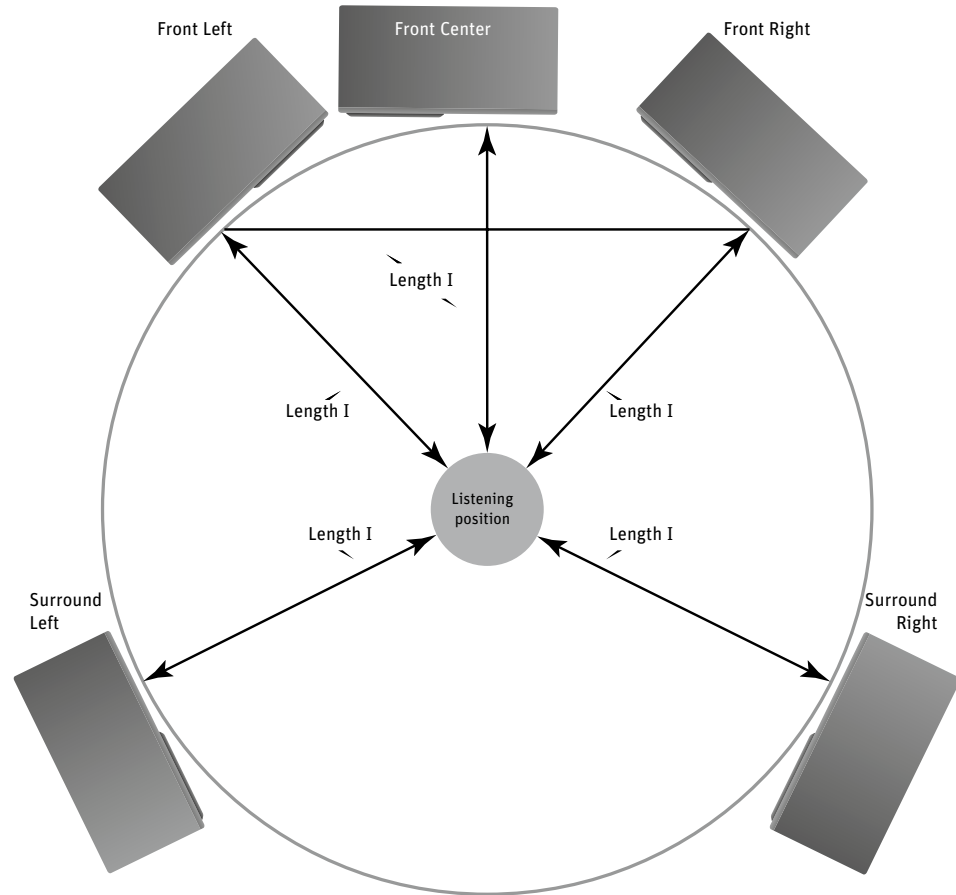 Front Left
Front Center
Front Right
Length I
Length I
Length I
Listening
position
Length I
Length I
Surround
Left
Surround
Right